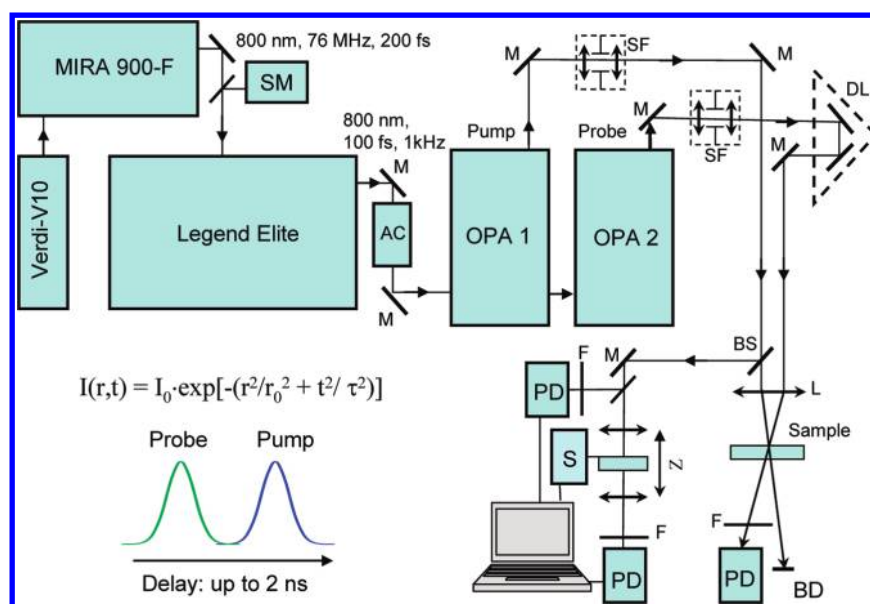 MIRA 900-F
800 nm, 76 MHz, 200 fs
SM
Verdi-V10
Legend Elite
800 nm,
100 fs, 1kHz
M
AC
M
Pump
M
SF
M
OPA 1
Probe
M
SF
OPA 2
DL
M
BS
L
Sample
F
PD
BD
M
F
PD
S
Z
F
PD
I(r,t) = I₀·exp[-(r²/r₀² + t²/ τ²)]
Probe
Pump
Delay: up to 2 ns